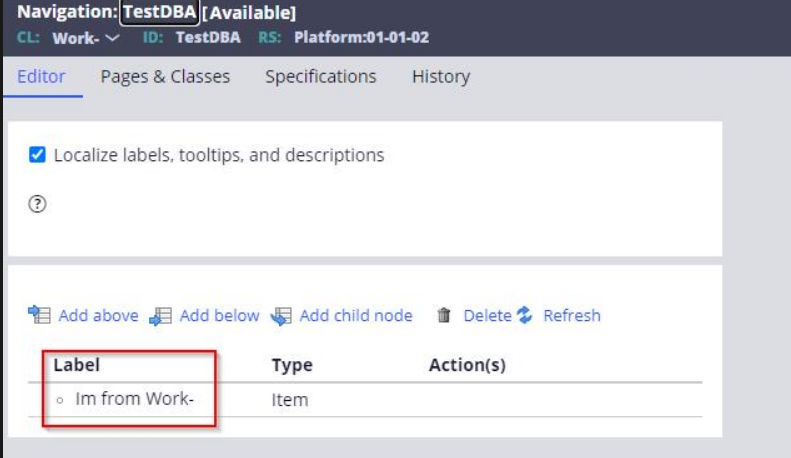 Navigation: TestDBA [Available]
CL: Work- ID: TestDBA RS: Platform:01-01-02
Editor Pages & Classes Specifications History
Localize labels, tooltips, and descriptions
?
Add above Add below Add child node Delete Refresh
Label Type Action(s)
Im from Work- Item